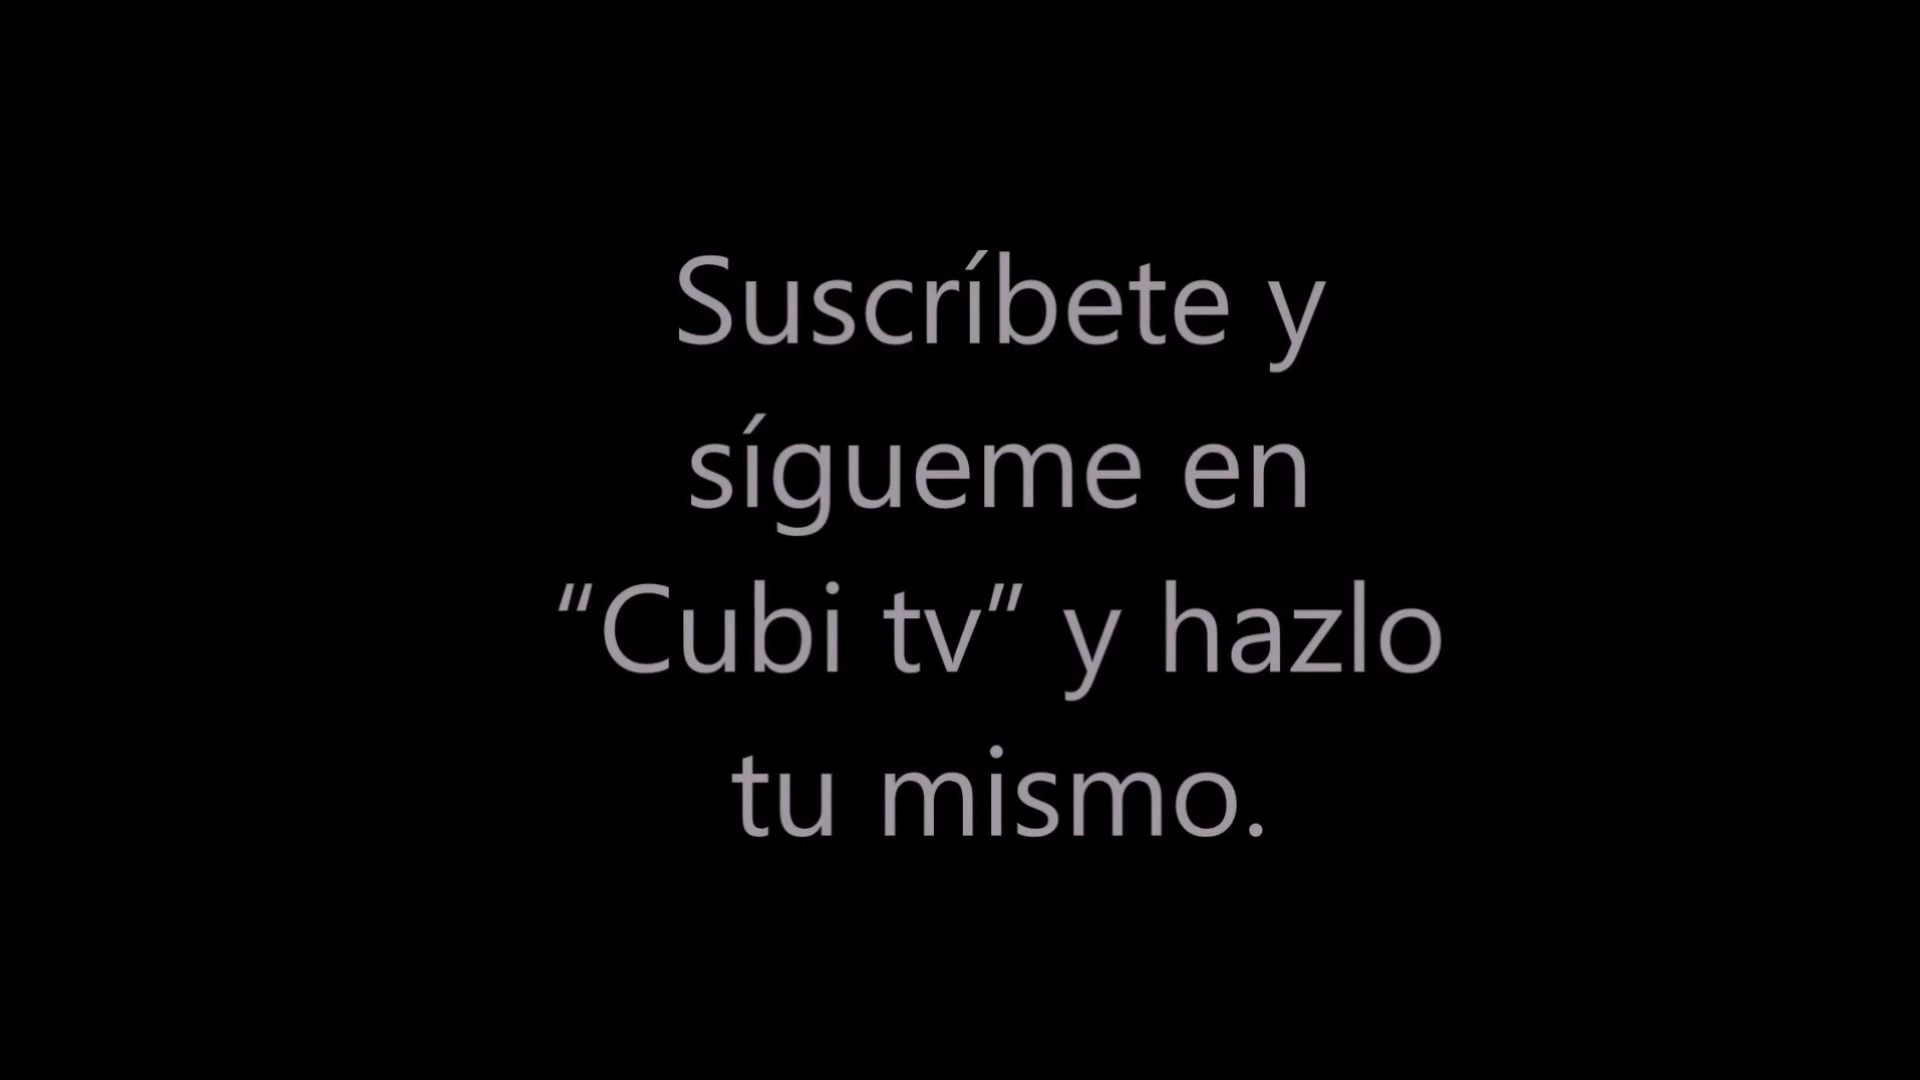 Suscríbete y
sígueme en
“Cubi tv” y hazlo
tu mismo.